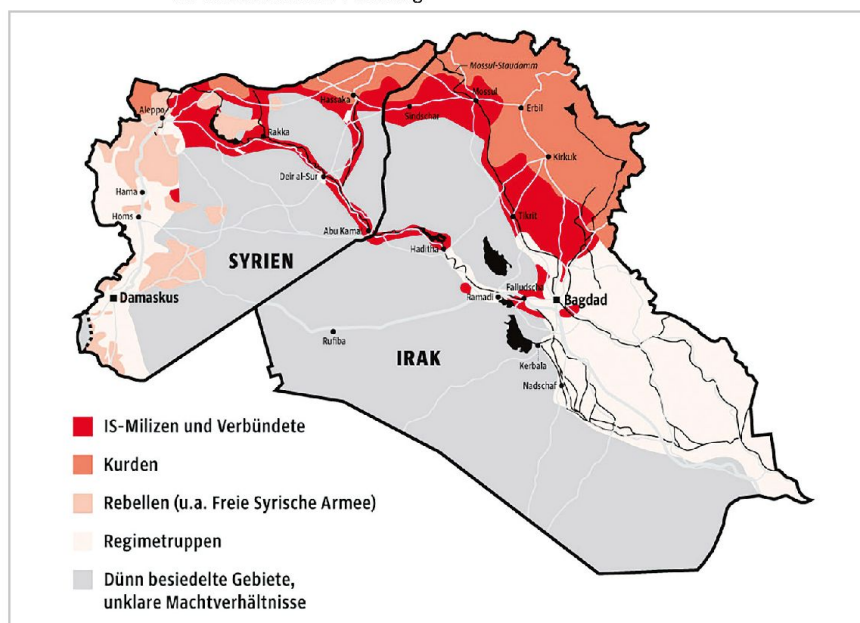 Mossul-Staudamm
Aleppo
Hassaka
Mossul
Sindschar
Erbil
Rakka
Kirkuk
Deir al-Sur
Hama
Homs
Tikrit
Abu Kamal
Haditha
SYRIEN
Damaskus
Ramadi
Falludscha
Bagdad
Rufiba
IRAK
Kerbala
Nadschaf
IS-Milizen und Verbündete
Kurden
Rebellen (u.a. Freie Syrische Armee)
Regimetruppen
Dünn besiedelte Gebiete,
unklare Machtverhältnisse